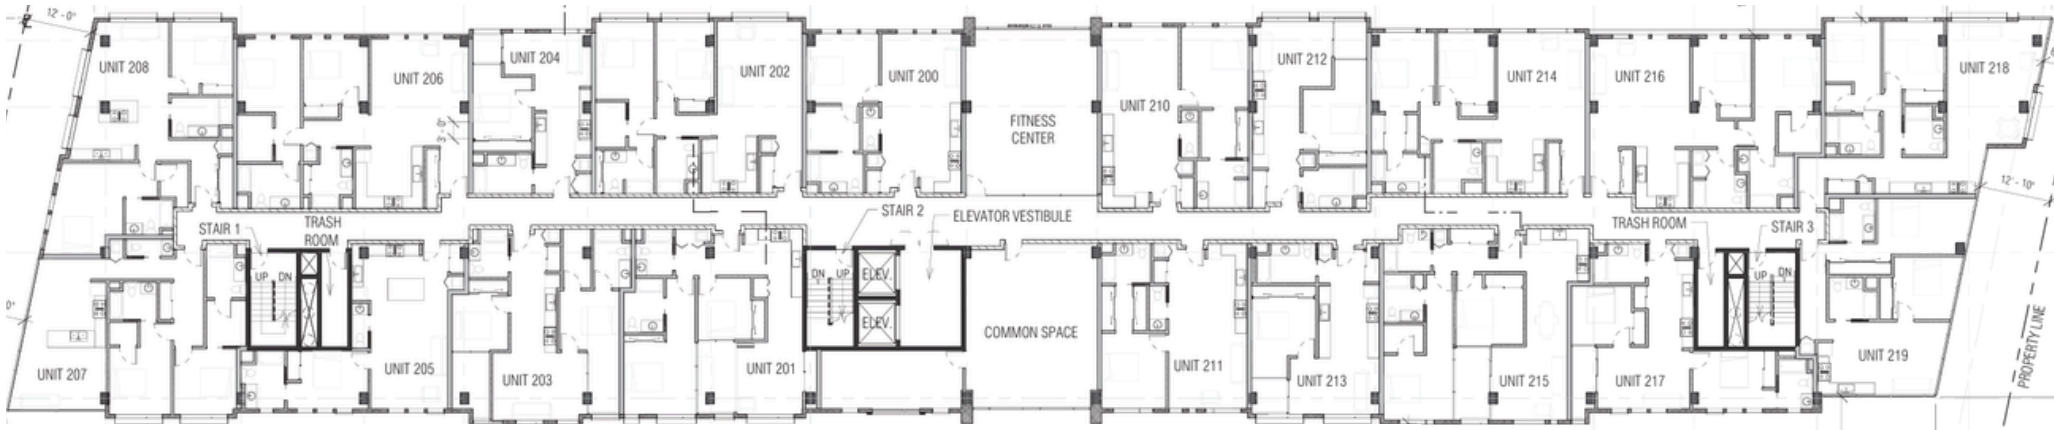 12'-0"
UNIT 208
UNIT 206
UNIT 204
UNIT 202
UNIT 200
FITNESS
CENTER
UNIT 210
UNIT 212
UNIT 214
UNIT 216
UNIT 218
3'-0"
12'-10"
STAIR 1
TRASH
ROOM
STAIR 2
ELEVATOR VESTIBULE
TRASH ROOM
STAIR 3
UP DN
DN UP
ELEV.
ELEV.
UP DN
COMMON SPACE
UNIT 207
UNIT 205
UNIT 203
UNIT 201
UNIT 211
UNIT 213
UNIT 215
UNIT 217
UNIT 219
PROPERTY LINE